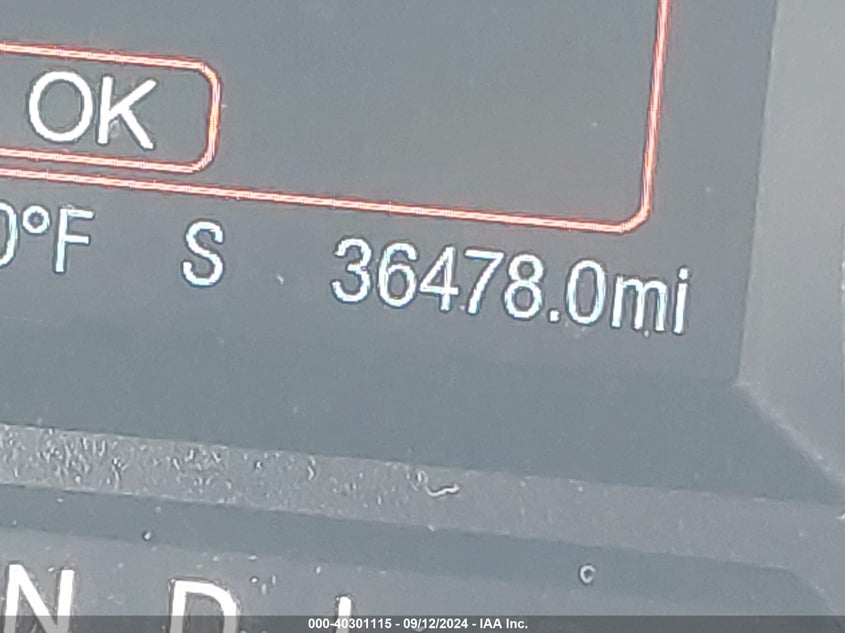 OK
0°F S 36478.0mi
N D L
000-40301115 - 09/12/2024 - IAA Inc.